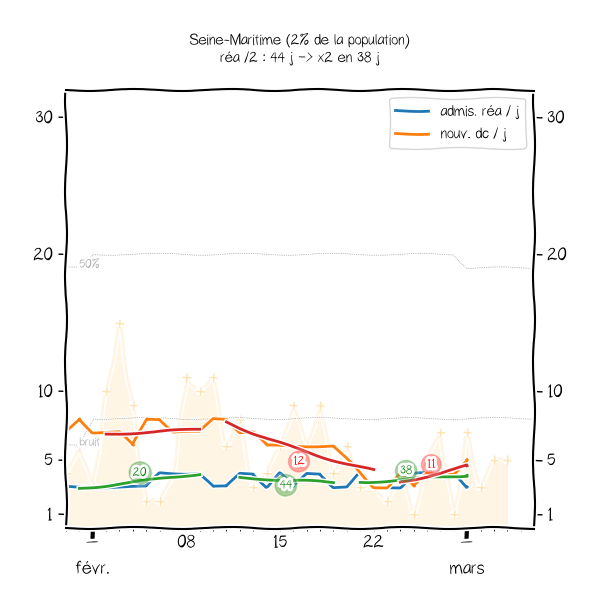 Seine-Maritime (2% de la population)
réa /2 : 44 j -> x2 en 38 j
admis. réa / j
nouv. dc / j
30
30
20
20
50%
10
10
bruit
5
5
20
12
44
38
11
1
1
08
15
22
févr.
mars